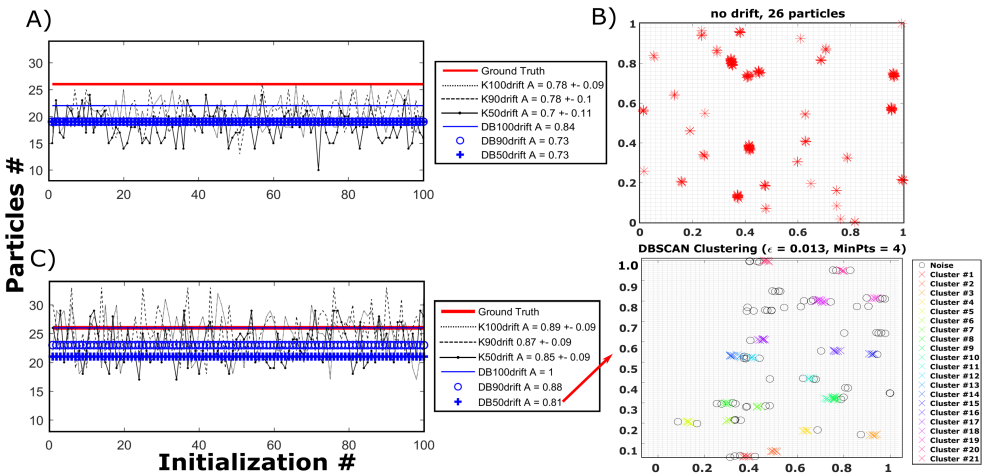 A)
30
25
20
15
10
0
20
40
60
80
100
Ground Truth
K100drift A = 0.78 +- 0.09
K90drift A = 0.78 +- 0.1
K50drift A = 0.7 +- 0.11
DB100drift A = 0.84
DB90drift A = 0.73
DB50drift A = 0.73
B)
no drift, 26 particles
1
0.8
0.6
0.4
0.2
0
0.2
0.4
0.6
0.8
1
Particles #
C)
30
25
20
15
10
0
20
40
60
80
100
Initialization #
Ground Truth
K100drift A = 0.89 +- 0.09
K90drift 0.87 +- 0.09
K50drift A = 0.85 +- 0.09
DB100drift A = 1
DB90drift A = 0.88
DB50drift A = 0.81
DBSCAN Clustering (ϵ = 0.013, MinPts = 4)
1.0
0.9
0.8
0.7
0.6
0.5
0.4
0.3
0.2
0.1
0
0.2
0.4
0.6
0.8
1
Noise
Cluster #1
Cluster #2
Cluster #3
Cluster #4
Cluster #5
Cluster #6
Cluster #7
Cluster #8
Cluster #9
Cluster #10
Cluster #11
Cluster #12
Cluster #13
Cluster #14
Cluster #15
Cluster #16
Cluster #17
Cluster #18
Cluster #19
Cluster #20
Cluster #21